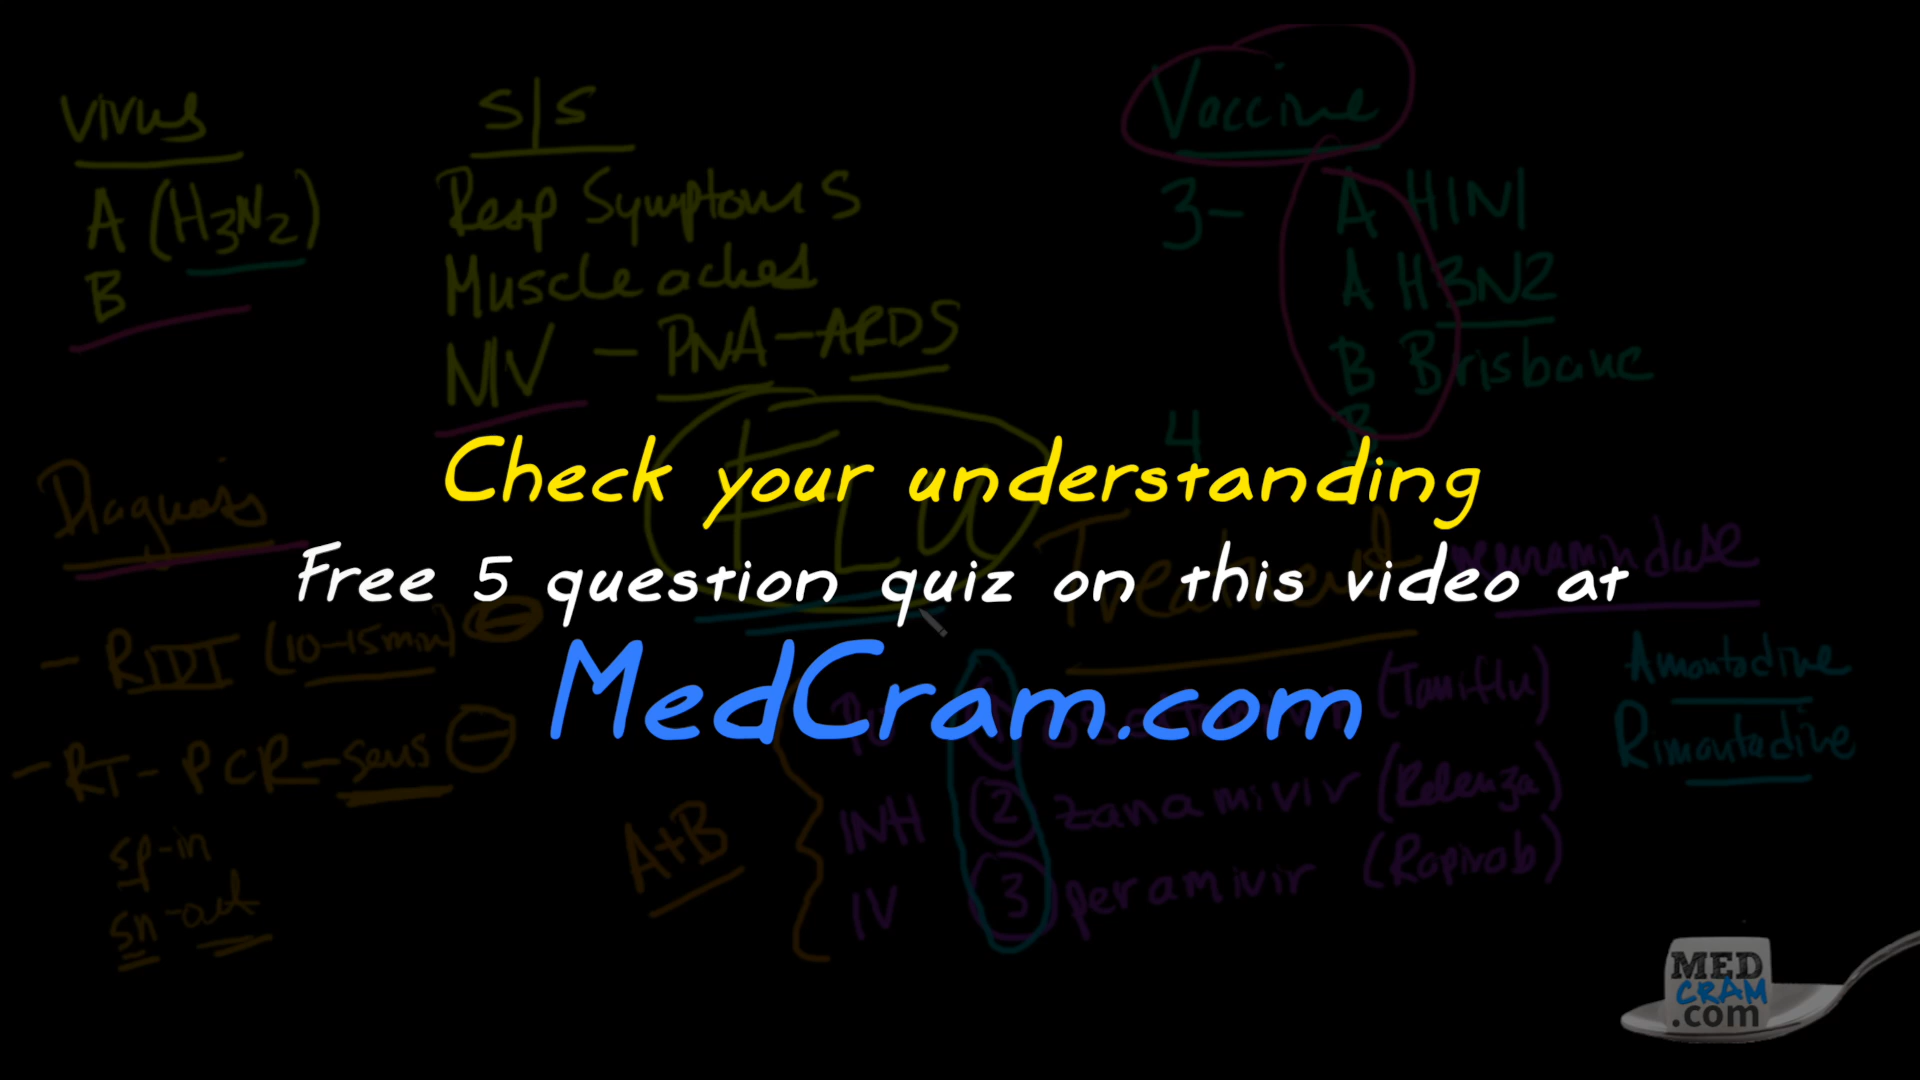 Virus
A (H3N2)
B
S/S
Resp Symptoms
Muscle aches
N/V - PNA - ARDS
Vaccine
3- A H1N1
A H3N2
B Brisbane
4 B
Flu
Check your understanding
Free 5 question quiz on this video at
MedCram.com
Diagnosis
- RIDT (10-15min) -
- RT-PCR-sens -
sp-in
sn-out
Treatment
A+B
(Tamiflu)
INH 2 zanamivir (Relenza)
IV 3 peramivir (Rapivab)
Amantadine
Rimantadine
MED
CRAM
.com